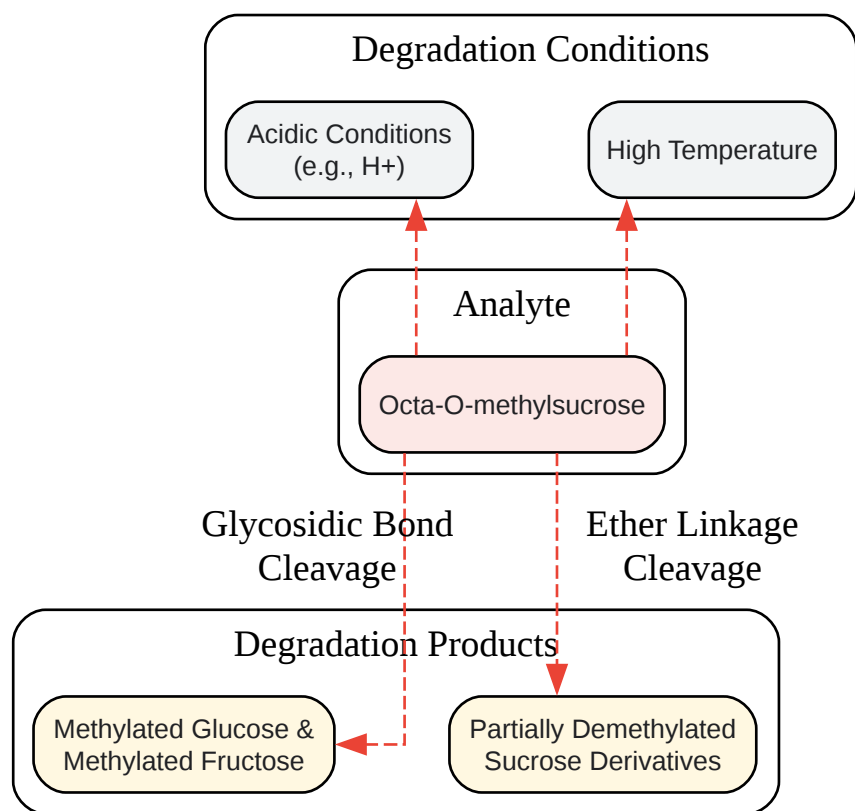 Degradation Conditions
Acidic Conditions
(e.g., H+)
High Temperature
Analyte
Octa-O-methylsucrose
Glycosidic Bond
Cleavage
Ether Linkage
Cleavage
Degradation Products
Methylated Glucose &
Methylated Fructose
Partially Demethylated
Sucrose Derivatives